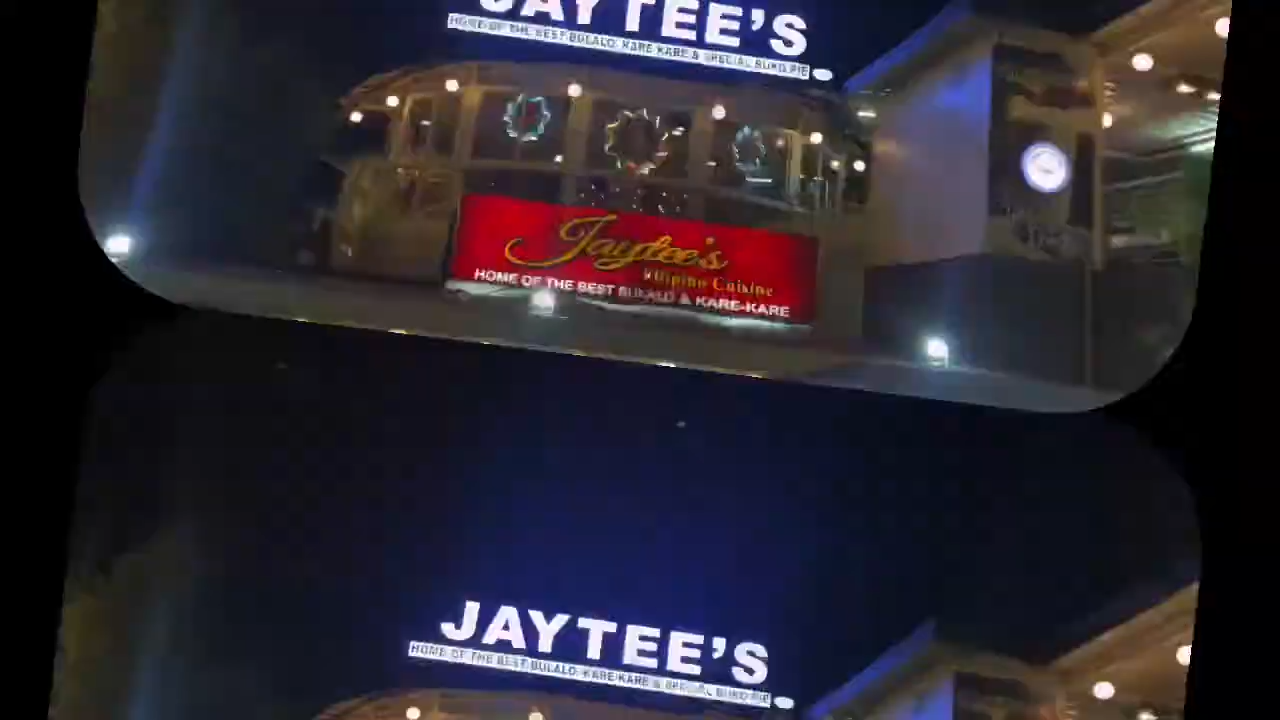 JAYTEE'S
HOME OF THE BEST BULALO, KARE KARE & SPECIAL BUKO PIE
Jaytee's
Filipino Cuisine
HOME OF THE BEST BULALO & KARE-KARE
JAYTEE'S
HOME OF THE BEST BULALO, KARE KARE & SPECIAL BUKO PIE